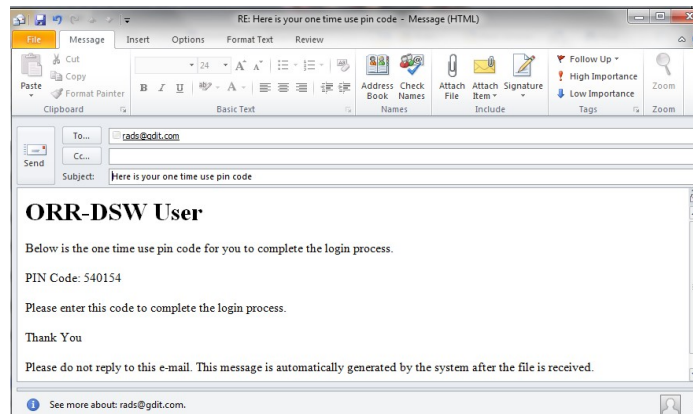 RE: Here is your one time use pin code - Message (HTML)
File Message Insert Options Format Text Review
Paste
Cut
Copy
Format Painter
Clipboard
24 A A
B I U ab A
Basic Text
Address Book
Check Names
Names
Attach File
Attach Item
Signature
Include
Follow Up
High Importance
Low Importance
Tags
Zoom
Zoom
Send
To... rads@gdit.com
Cc...
Subject: Here is your one time use pin code
ORR-DSW User
Below is the one time use pin code for you to complete the login process.
PIN Code: 540154
Please enter this code to complete the login process.
Thank You
Please do not reply to this e-mail. This message is automatically generated by the system after the file is received.
See more about: rads@gdit.com.